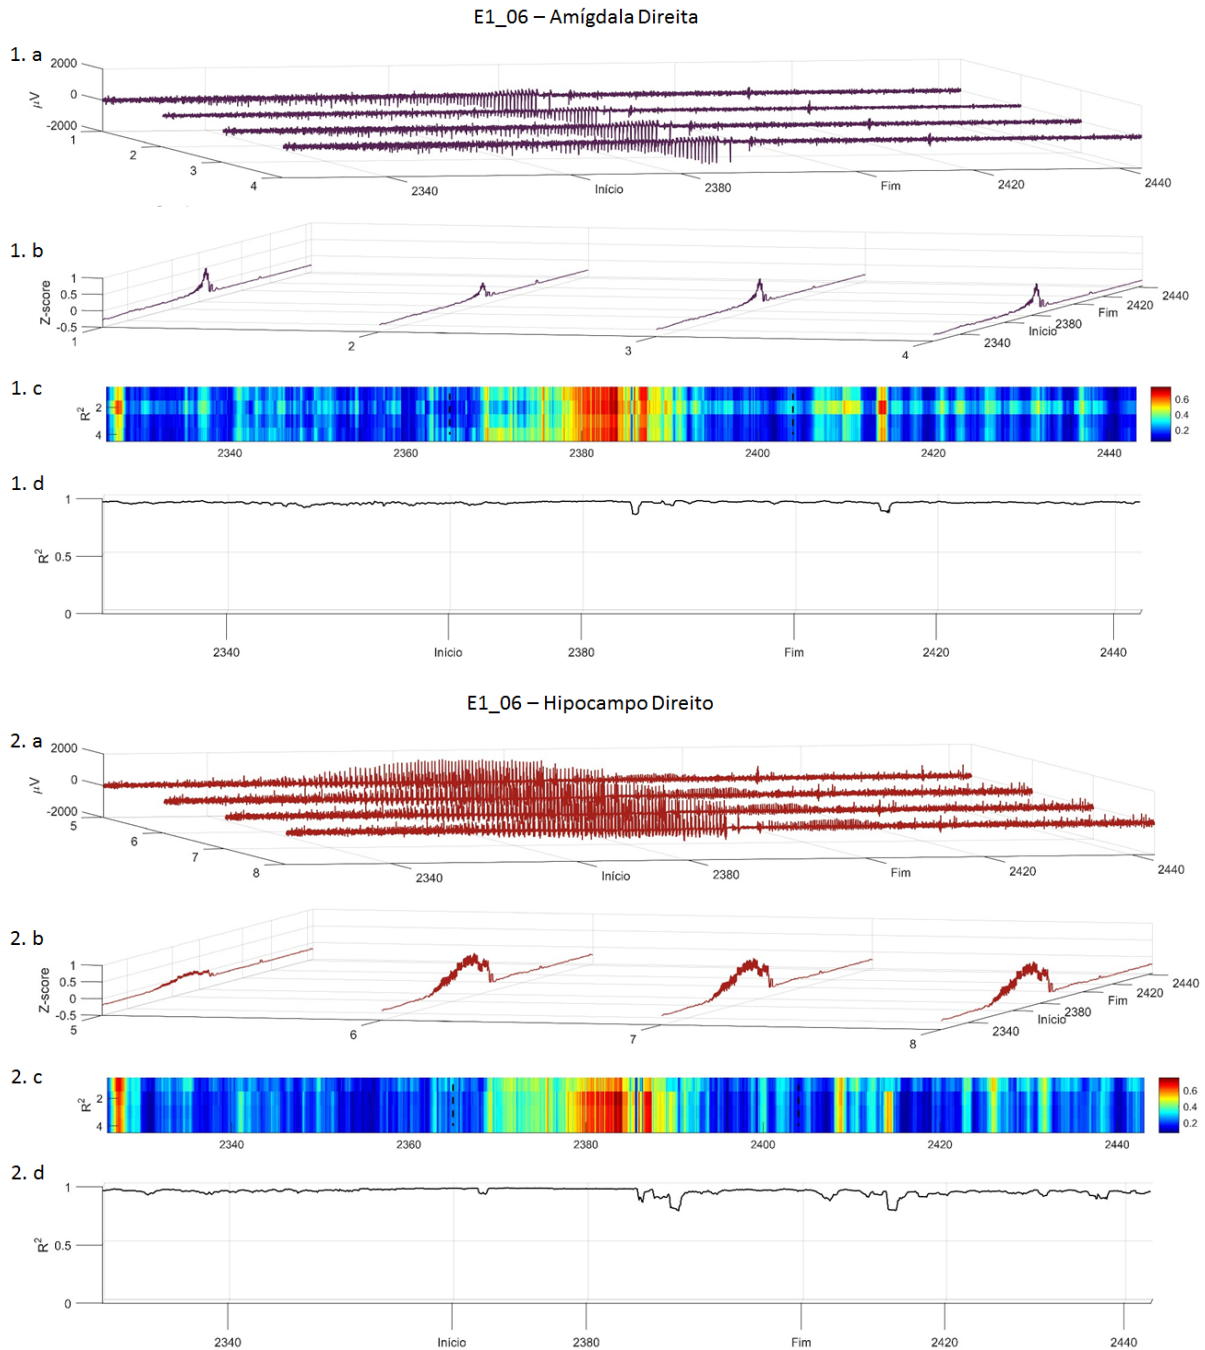 E1_06 – Amígdala Direita
1. a
2000
0
-2000
μV
1
2
3
4
2340
Início
2380
Fim
2420
2440
1. b
1
0.5
0
-0.5
Z-score
1
2
3
4
2340
Início
2380
Fim
2420
2440
1. c
R²
2
4
2340
2360
2380
2400
2420
2440
0.6
0.4
0.2
1. d
1
0.5
0
R²
2340
Início
2380
Fim
2420
2440
E1_06 – Hipocampo Direito
2. a
2000
0
-2000
μV
5
6
7
8
2340
Início
2380
Fim
2420
2440
2. b
1
0.5
0
-0.5
Z-score
5
6
7
8
2340
Início
2380
Fim
2420
2440
2. c
R²
2
4
2340
2360
2380
2400
2420
2440
0.6
0.4
0.2
2. d
1
0.5
0
R²
2340
Início
2380
Fim
2420
2440